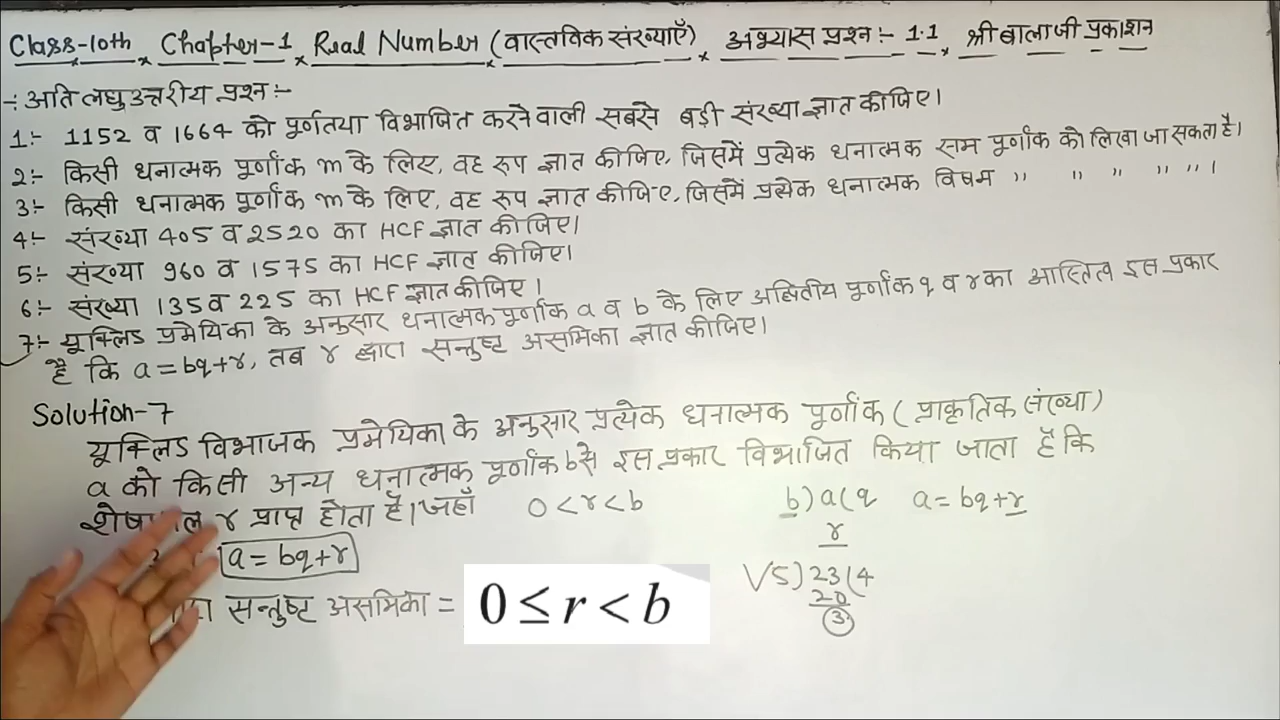 Class-10th × Chapter-1 × Real Number (वास्तविक संख्याएँ) × अभ्यास प्रश्न :- 1.1 × श्री बालाजी प्रकाशन
-: अति लघु उत्तरीय प्रश्न :-
1:- 1152 व 1664 को पूर्णतया विभाजित करने वाली सबसे बड़ी संख्या ज्ञात कीजिए।
2:- किसी धनात्मक पूर्णांक m के लिए, वह रूप ज्ञात कीजिए, जिसमें प्रत्येक धनात्मक सम पूर्णांक को लिखा जा सकता है।
3:- किसी धनात्मक पूर्णांक m के लिए, वह रूप ज्ञात कीजिए, जिसमें प्रत्येक धनात्मक विषम " " " " " ।
4:- संख्या 405 व 2520 का HCF ज्ञात कीजिए।
5:- संख्या 960 व 1575 का HCF ज्ञात कीजिए।
6:- संख्या 135 व 225 का HCF ज्ञात कीजिए।
7:- यूक्लिड प्रमेयिका के अनुसार धनात्मक पूर्णांक a व b के लिए अद्वितीय पूर्णांक q व r का अस्तित्व इस प्रकार
है कि a = bq+r, तब r द्वारा सन्तुष्ट असमिका ज्ञात कीजिए।
Solution-7
यूक्लिड विभाजक प्रमेयिका के अनुसार प्रत्येक धनात्मक पूर्णांक (प्राकृतिक संख्या)
a को किसी अन्य धनात्मक पूर्णांक b से इस प्रकार विभाजित किया जाता है कि
r प्राप्त होता है। जहाँ 0<r<b b)a(q a = bq+r
r
a = bq+r √5)23(4
20
सन्तुष्ट असमिका = 0 ≤ r < b 3